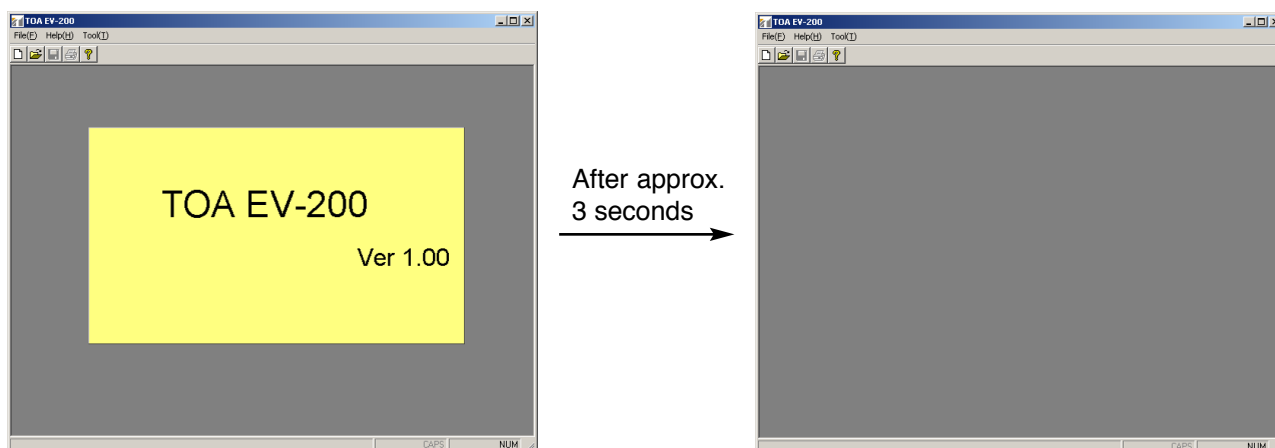 TOA EV-200
File(F) Help(H) Tool(T)
TOA EV-200
Ver 1.00
CAPS NUM
After approx.
3 seconds
TOA EV-200
File(F) Help(H) Tool(T)
CAPS NUM